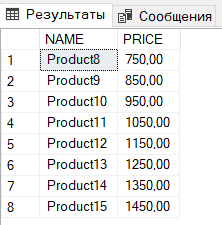 Результаты Сообщения
NAME PRICE
1 Product8 750,00
2 Product9 850,00
3 Product10 950,00
4 Product11 1050,00
5 Product12 1150,00
6 Product13 1250,00
7 Product14 1350,00
8 Product15 1450,00